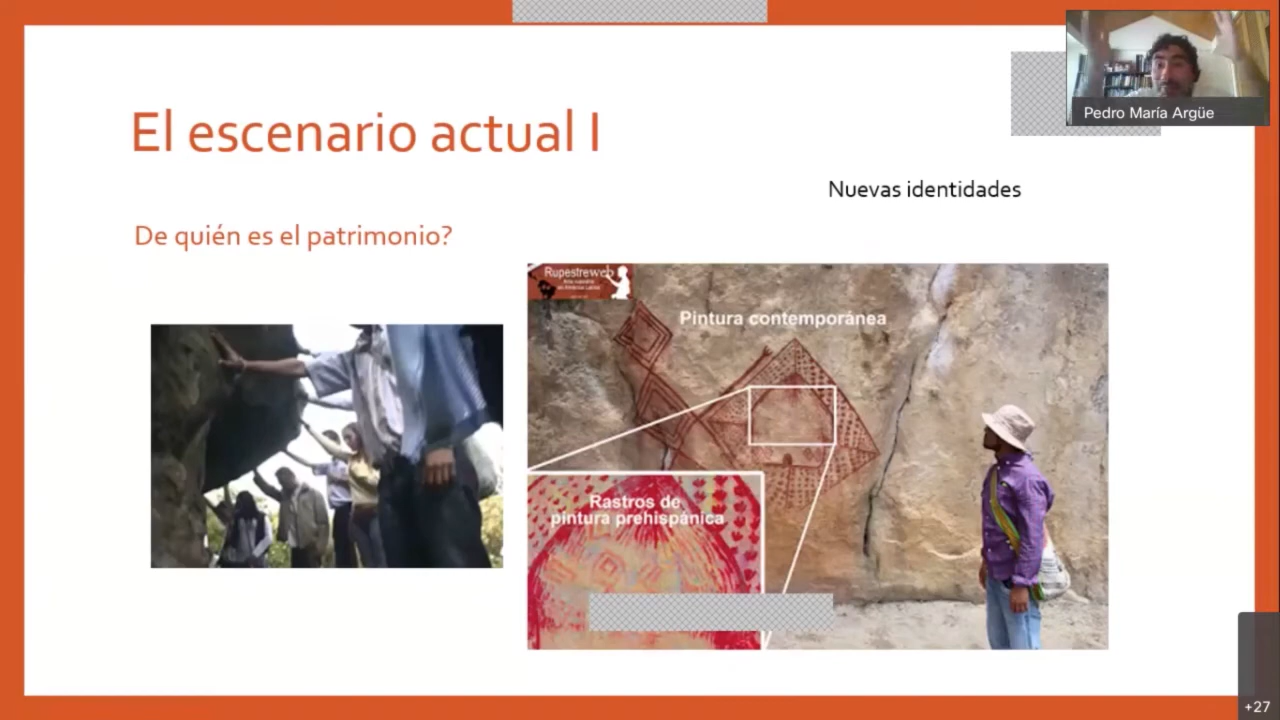 El escenario actual I
Pedro María Argüe
Nuevas identidades
De quién es el patrimonio?
Rupestreweb
Pintura contemporánea
Rastros de
pintura prehispánica
+27